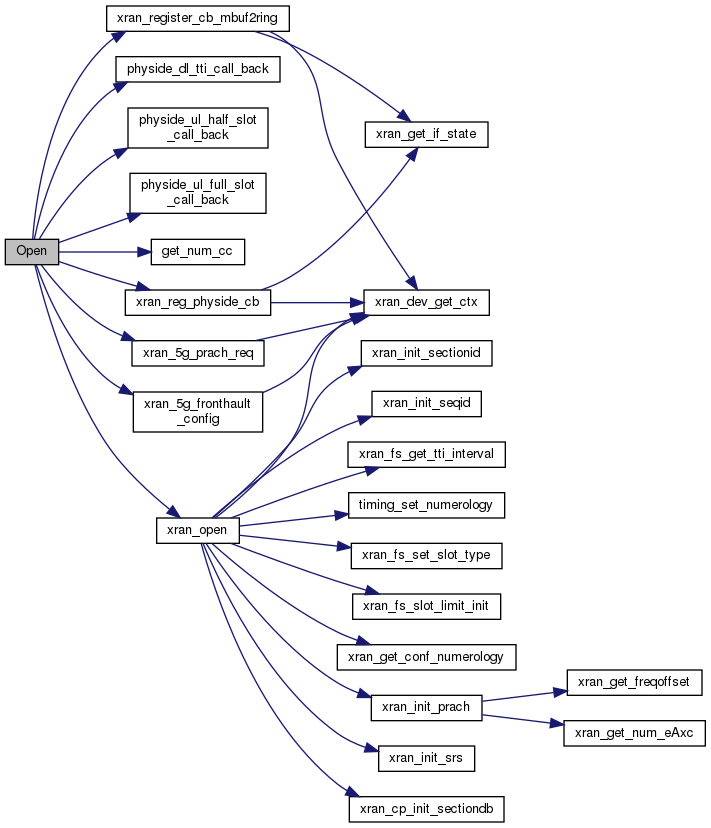 xran_register_cb_mbuf2ring
physide_dl_tti_call_back
physide_ul_half_slot
_call_back
xran_get_if_state
physide_ul_full_slot
_call_back
Open
get_num_cc
xran_reg_physide_cb
xran_dev_get_ctx
xran_5g_prach_req
xran_init_sectionid
xran_5g_fronthault
_config
xran_init_seqid
xran_fs_get_tti_interval
timing_set_numerology
xran_open
xran_fs_set_slot_type
xran_fs_slot_limit_init
xran_get_conf_numerology
xran_get_freqoffset
xran_init_prach
xran_get_num_eAxc
xran_init_srs
xran_cp_init_sectiondb